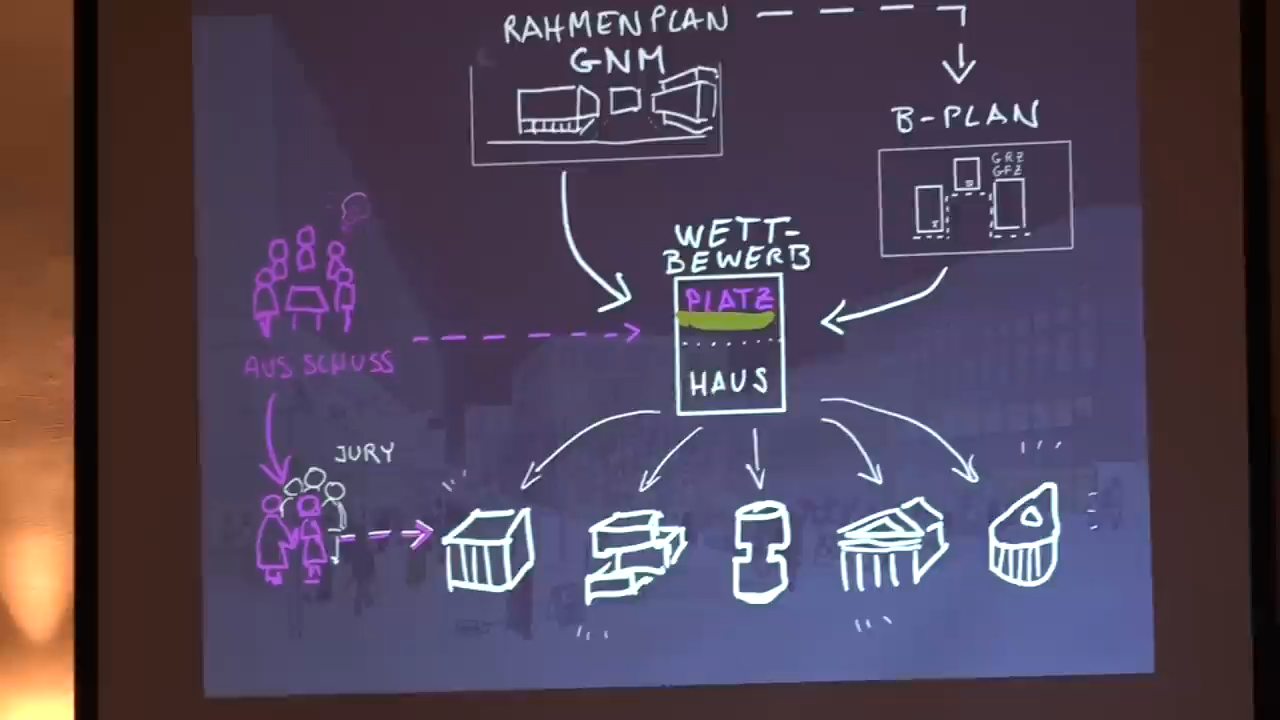 RAHMENPLAN
GNM
B-PLAN
GRZ
GFZ
WETT-
BEWERB
PLATZ
HAUS
AUSSCHUSS
JURY